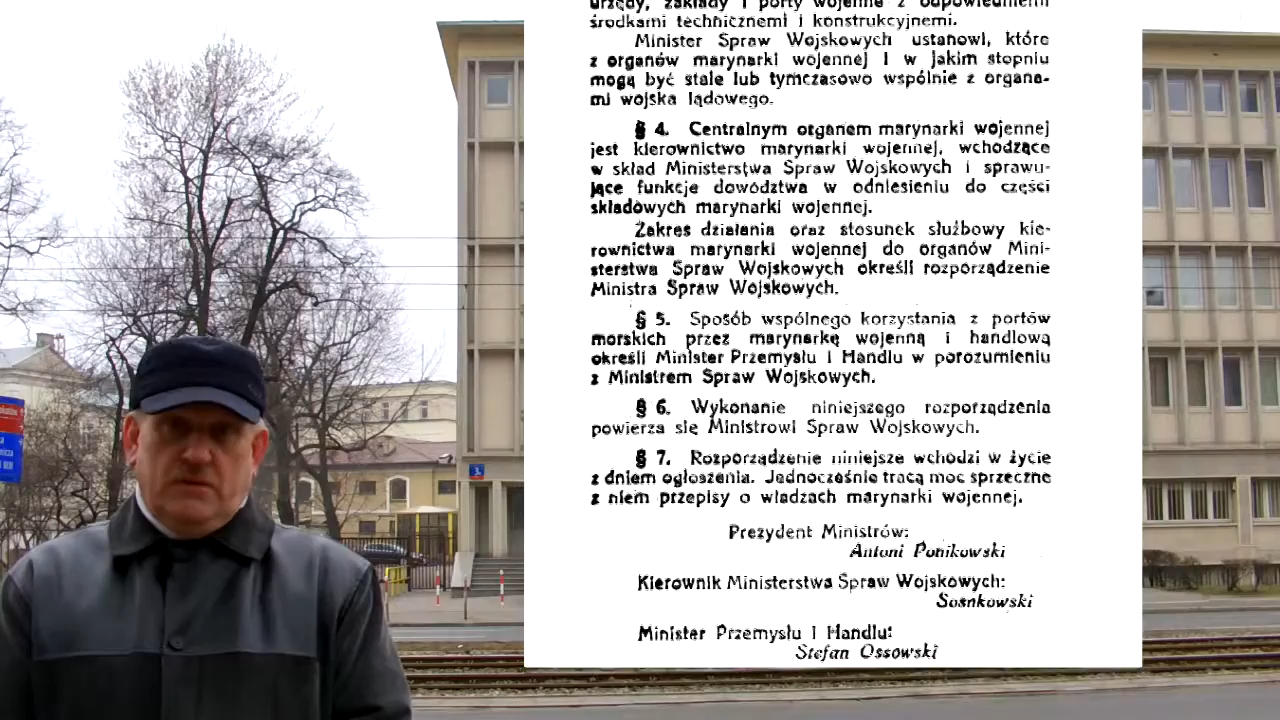 urzędy, zakłady i porty wojenne z odpowiedniemi
środkami technicznemi i konstrukcyjnemi.
Minister Spraw Wojskowych ustanowi, które
z organów marynarki wojennej i w jakim stopniu
mogą być stale lub tymczasowo wspólnie z organa-
mi wojska lądowego.
§ 4. Centralnym organem marynarki wojennej
jest kierownictwo marynarki wojennej, wchodzące
w skład Ministerstwa Spraw Wojskowych i sprawu-
jące funkcje dowództwa w odniesieniu do części
składowych marynarki wojennej.
Zakres działania oraz stosunek służbowy kie-
rownictwa marynarki wojennej do organów Mini-
sterstwa Spraw Wojskowych określi rozporządzenie
Ministra Spraw Wojskowych.
§ 5. Sposób wspólnego korzystania z portów
morskich przez marynarkę wojenną i handlową
określi Minister Przemysłu i Handlu w porozumieniu
z Ministrem Spraw Wojskowych.
§ 6. Wykonanie niniejszego rozporządzenia
powierza się Ministrowi Spraw Wojskowych.
§ 7. Rozporządzenie niniejsze wchodzi w życie
z dniem ogłoszenia. Jednocześnie tracą moc sprzeczne
z niem przepisy o władzach marynarki wojennej.
Prezydent Ministrów:
Antoni Ponikowski
Kierownik Ministerstwa Spraw Wojskowych:
Sosnkowski
Minister Przemysłu i Handlu:
Stefan Ossowski